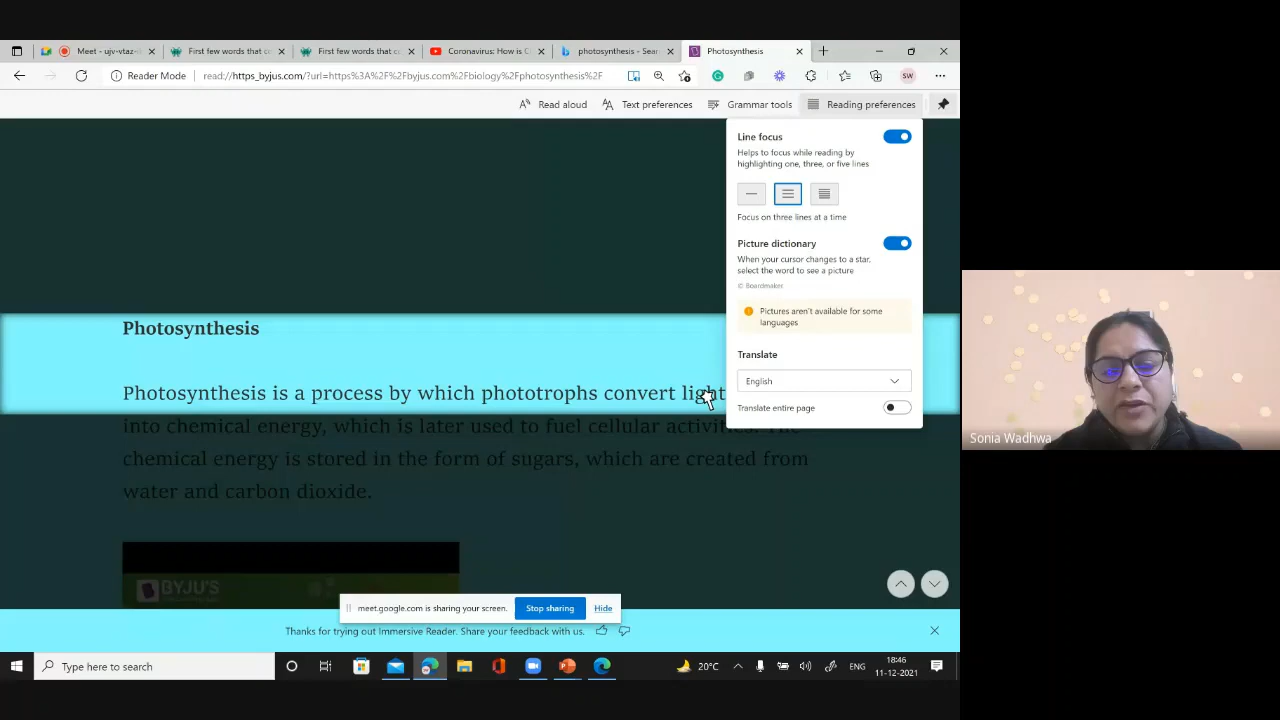 Meet - ujv-vtaz-
First few words that c
First few words that c
Coronavirus: How is C
photosynthesis - Sear
Photosynthesis
Reader Mode
read://https_byjus.com/?url=https%3A%2F%2Fbyjus.com%2Fbiology%2Fphotosynthesis%2F
SW
Read aloud
Text preferences
Grammar tools
Reading preferences
Line focus
Helps to focus while reading by
highlighting one, three, or five lines
Focus on three lines at a time
Picture dictionary
When your cursor changes to a star,
select the word to see a picture
© Boardmaker
Pictures aren't available for some
languages
Translate
English
Translate entire page
Photosynthesis
Photosynthesis is a process by which phototrophs convert light
into chemical energy, which is later used to fuel cellular activities. The
chemical energy is stored in the form of sugars, which are created from
water and carbon dioxide.
BYJU'S
meet.google.com is sharing your screen.
Stop sharing
Hide
Thanks for trying out Immersive Reader. Share your feedback with us.
Type here to search
20°C
ENG
18:46
11-12-2021
Sonia Wadhwa